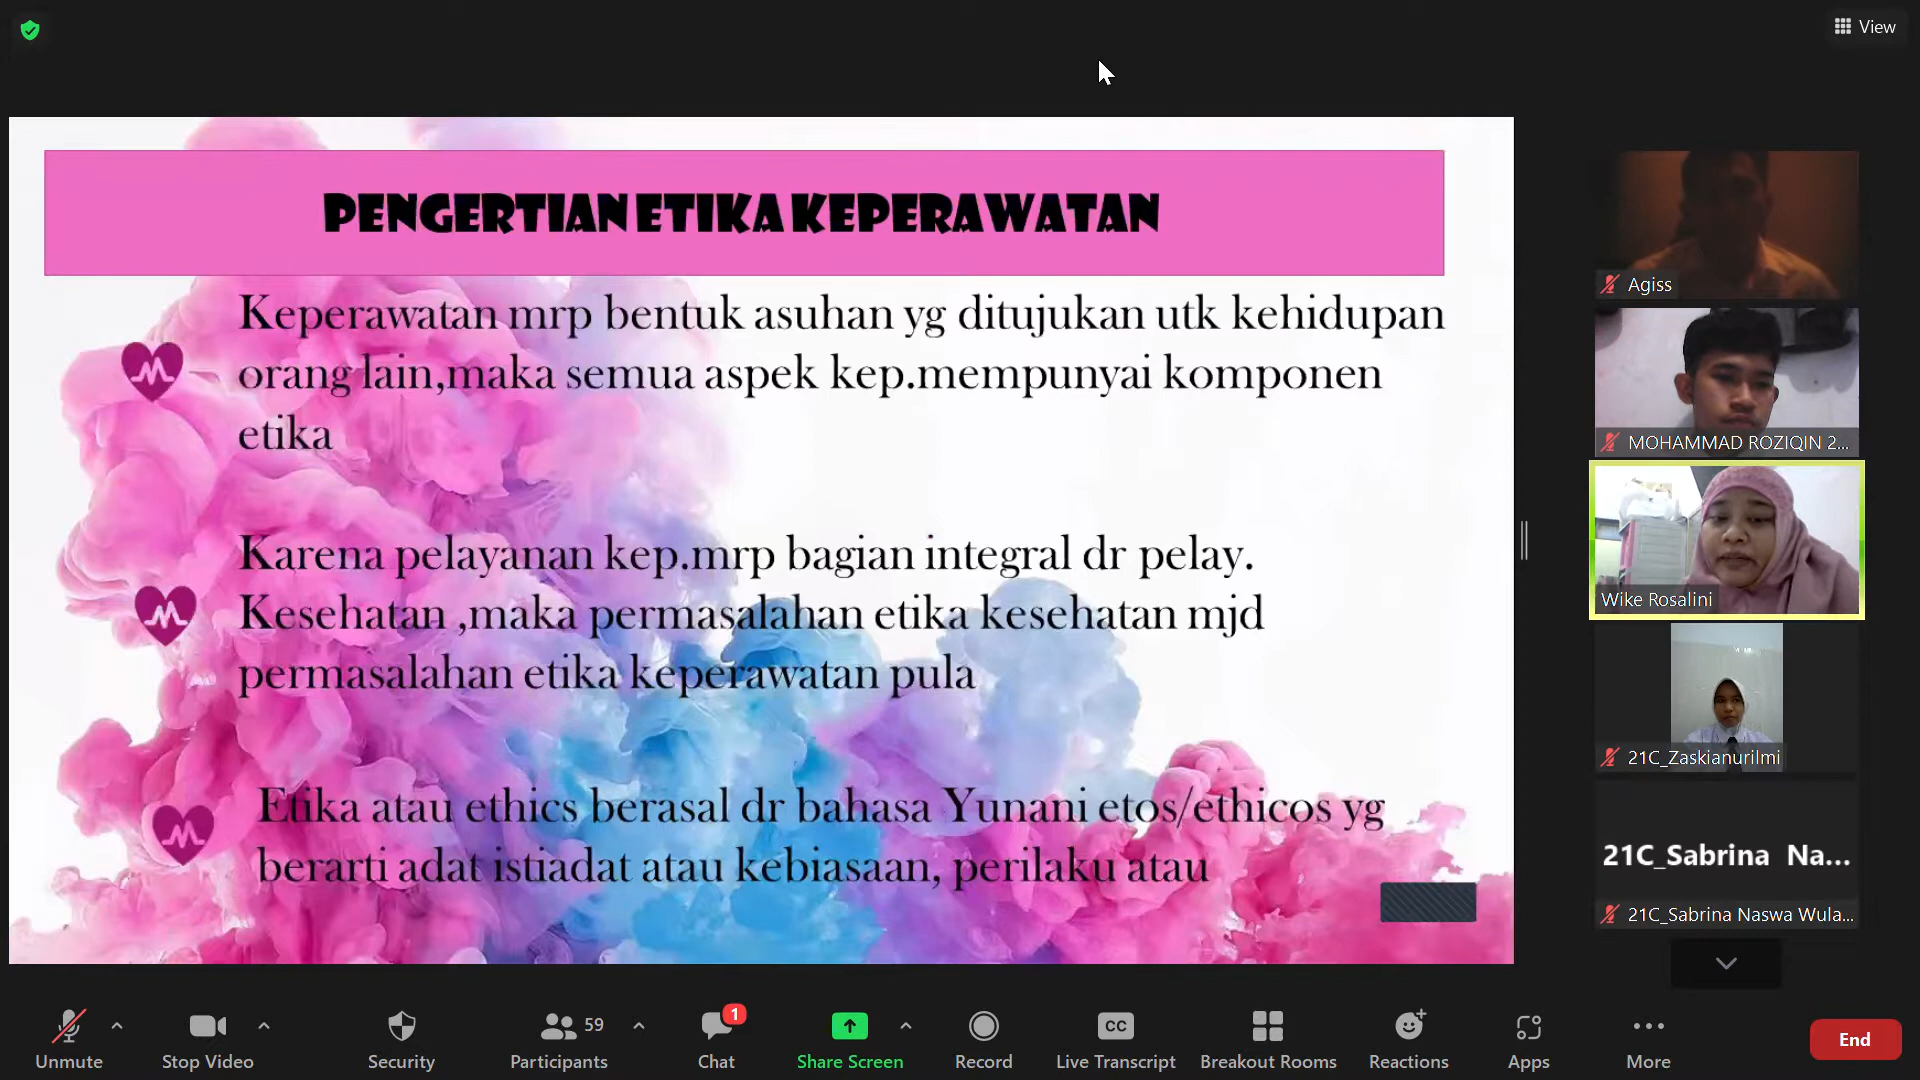 View
PENGERTIAN ETIKA KEPERAWATAN
Keperawatan mrp bentuk asuhan yg ditujukan utk kehidupan
orang lain,maka semua aspek kep.mempunyai komponen
etika
Karena pelayanan kep.mrp bagian integral dr pelay.
Kesehatan ,maka permasalahan etika kesehatan mjd
permasalahan etika keperawatan pula
Etika atau ethics berasal dr bahasa Yunani etos/ethicos yg
berarti adat istiadat atau kebiasaan, perilaku atau
Agiss
MOHAMMAD ROZIQIN 2...
Wike Rosalini
21C_Zaskianurilmi
21C_Sabrina Na...
21C_Sabrina Naswa Wula...
Unmute
Stop Video
Security
59
Participants
1
Chat
Share Screen
Record
CC
Live Transcript
Breakout Rooms
Reactions
Apps
More
End